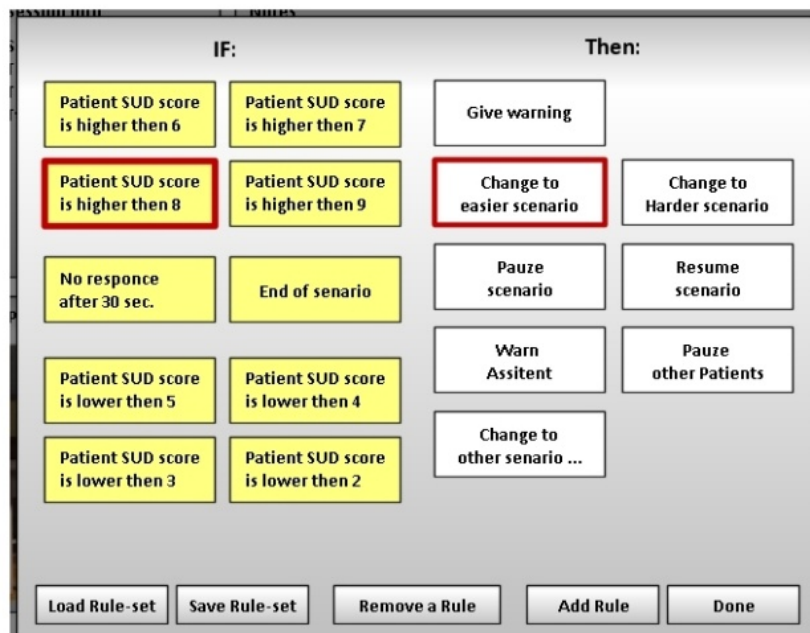 Session info Notes
IF: Then:
Patient SUD score
is higher then 6
Patient SUD score
is higher then 7
Give warning
Patient SUD score
is higher then 8
Patient SUD score
is higher then 9
Change to
easier scenario
Change to
Harder scenario
No responce
after 30 sec.
End of senario
Pauze
scenario
Resume
scenario
Patient SUD score
is lower then 5
Patient SUD score
is lower then 4
Warn
Assitent
Pauze
other Patients
Patient SUD score
is lower then 3
Patient SUD score
is lower then 2
Change to
other senario ...
Load Rule-set
Save Rule-set
Remove a Rule
Add Rule
Done